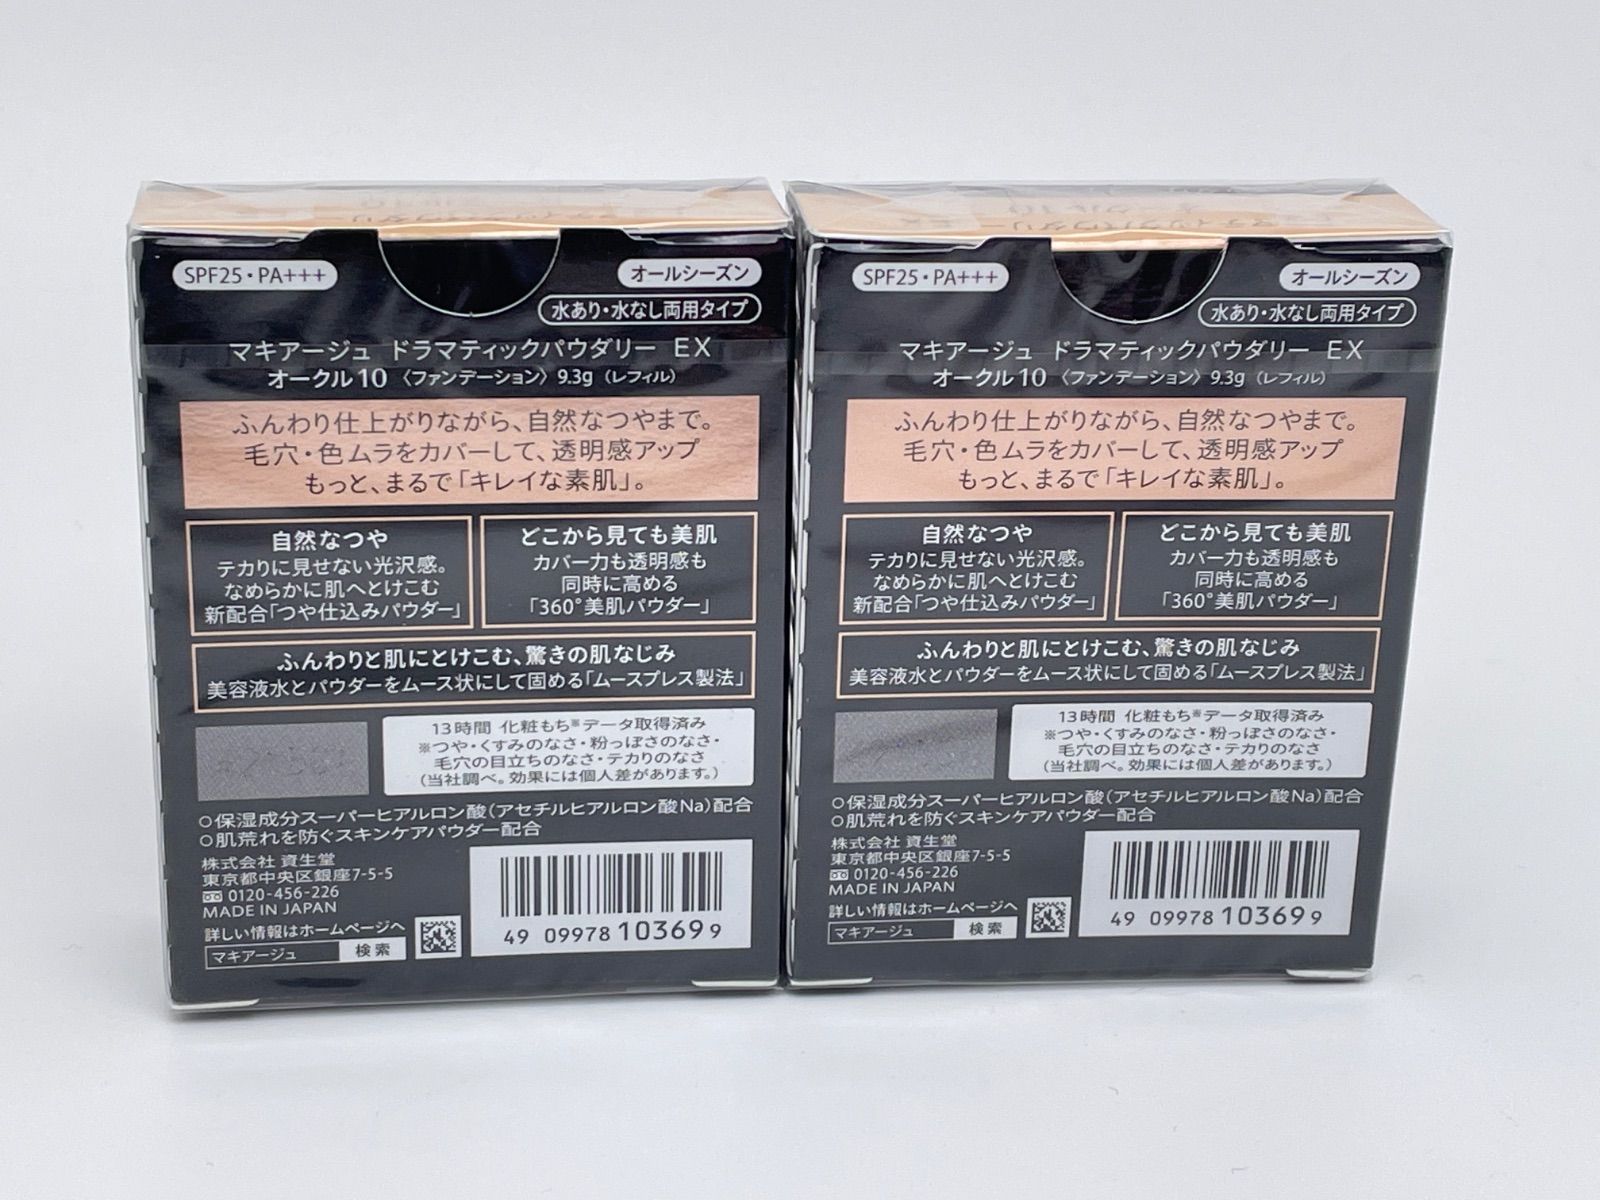 SPF25・PA+++
オールシーズン
水あり・水なし両用タイプ
マキアージュ ドラマティックパウダリー EX
オークル10 〈ファンデーション〉 9.3g (レフィル)
ふんわり仕上がりながら、自然なつやまで。
毛穴・色ムラをカバーして、透明感アップ
もっと、まるで「キレイな素肌」。
自然なつや
テカリに見せない光沢感。
なめらかに肌へとけこむ
新配合「つや仕込みパウダー」
どこから見ても美肌
カバー力も透明感も
同時に高める
「360°美肌パウダー」
ふんわりと肌にとけこむ、驚きの肌なじみ
美容液水とパウダーをムース状にして固める「ムースプレス製法」
13時間 化粧もち※データ取得済み
※つや・くすみのなさ・粉っぽさのなさ・
毛穴の目立ちのなさ・テカリのなさ
(当社調べ。効果には個人差があります。)
○保湿成分スーパーヒアルロン酸(アセチルヒアルロン酸Na)配合
○肌荒れを防ぐスキンケアパウダー配合
株式会社 資生堂
東京都中央区銀座7-5-5
0120-456-226
MADE IN JAPAN
詳しい情報はホームページへ
マキアージュ 検索
49 09978 10369 9
SPF25・PA+++
オールシーズン
水あり・水なし両用タイプ
マキアージュ ドラマティックパウダリー EX
オークル10 〈ファンデーション〉 9.3g (レフィル)
ふんわり仕上がりながら、自然なつやまで。
毛穴・色ムラをカバーして、透明感アップ
もっと、まるで「キレイな素肌」。
自然なつや
テカリに見せない光沢感。
なめらかに肌へとけこむ
新配合「つや仕込みパウダー」
どこから見ても美肌
カバー力も透明感も
同時に高める
「360°美肌パウダー」
ふんわりと肌にとけこむ、驚きの肌なじみ
美容液水とパウダーをムース状にして固める「ムースプレス製法」
13時間 化粧もち※データ取得済み
※つや・くすみのなさ・粉っぽさのなさ・
毛穴の目立ちのなさ・テカリのなさ
(当社調べ。効果には個人差があります。)
○保湿成分スーパーヒアルロン酸(アセチルヒアルロン酸Na)配合
○肌荒れを防ぐスキンケアパウダー配合
株式会社 資生堂
東京都中央区銀座7-5-5
0120-456-226
MADE IN JAPAN
詳しい情報はホームページへ
マキアージュ 検索
49 09978 10369 9